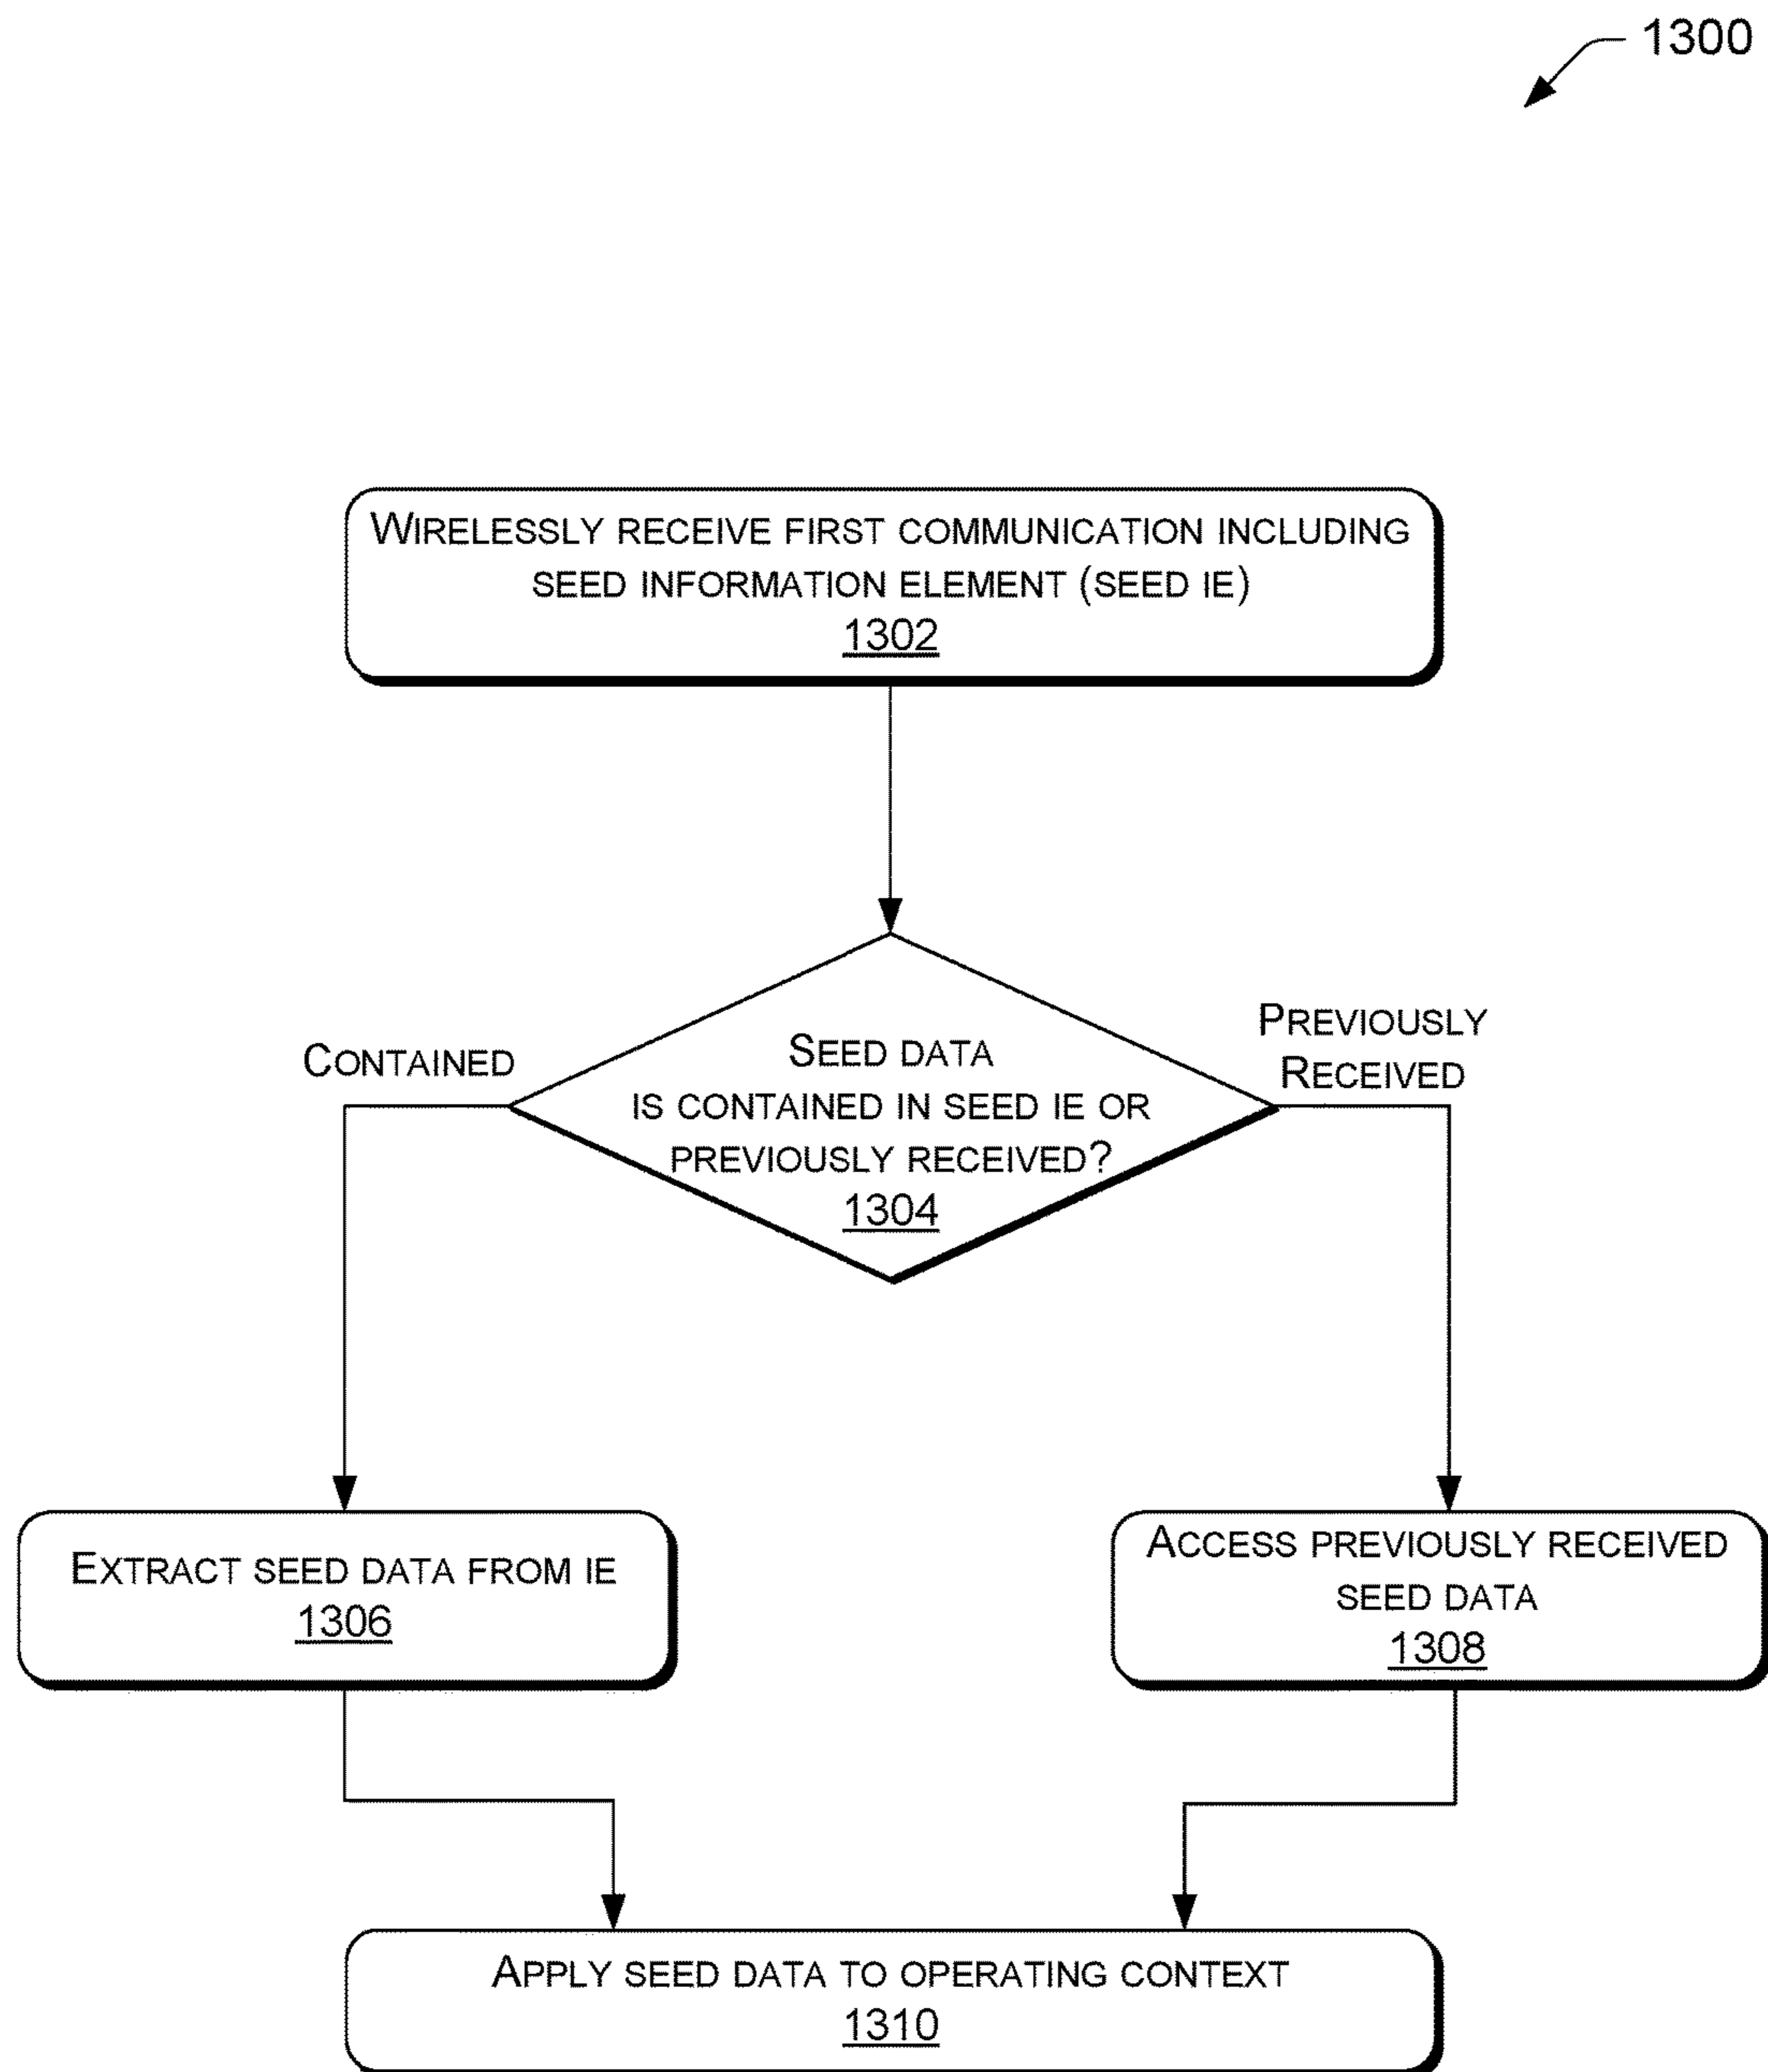 1300
WIRELESSLY RECEIVE FIRST COMMUNICATION INCLUDING
SEED INFORMATION ELEMENT (SEED IE)
1302
SEED DATA
IS CONTAINED IN SEED IE OR
PREVIOUSLY RECEIVED?
1304
CONTAINED
PREVIOUSLY
RECEIVED
EXTRACT SEED DATA FROM IE
1306
ACCESS PREVIOUSLY RECEIVED
SEED DATA
1308
APPLY SEED DATA TO OPERATING CONTEXT
1310